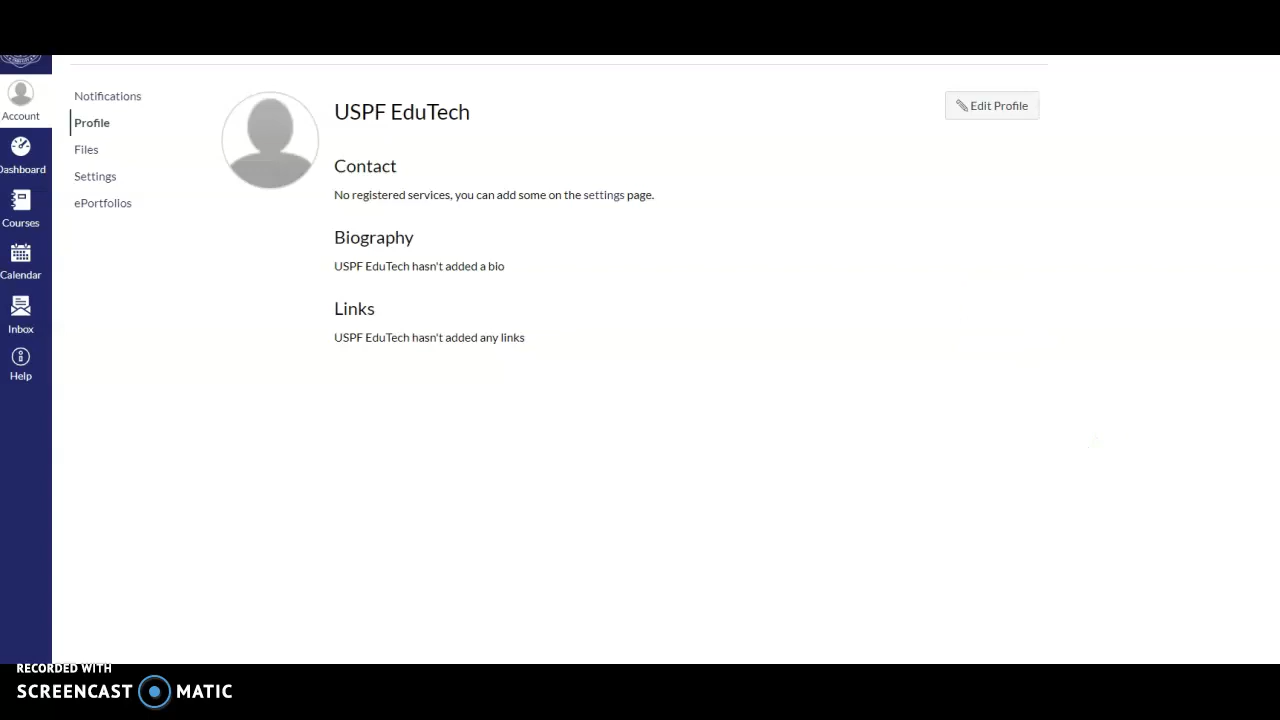 Account
Dashboard
Courses
Calendar
Inbox
Help
Notifications
Profile
Files
Settings
ePortfolios
USPF EduTech
Edit Profile
Contact
No registered services, you can add some on the settings page.
Biography
USPF EduTech hasn't added a bio
Links
USPF EduTech hasn't added any links
RECORDED WITH
SCREENCAST MATIC